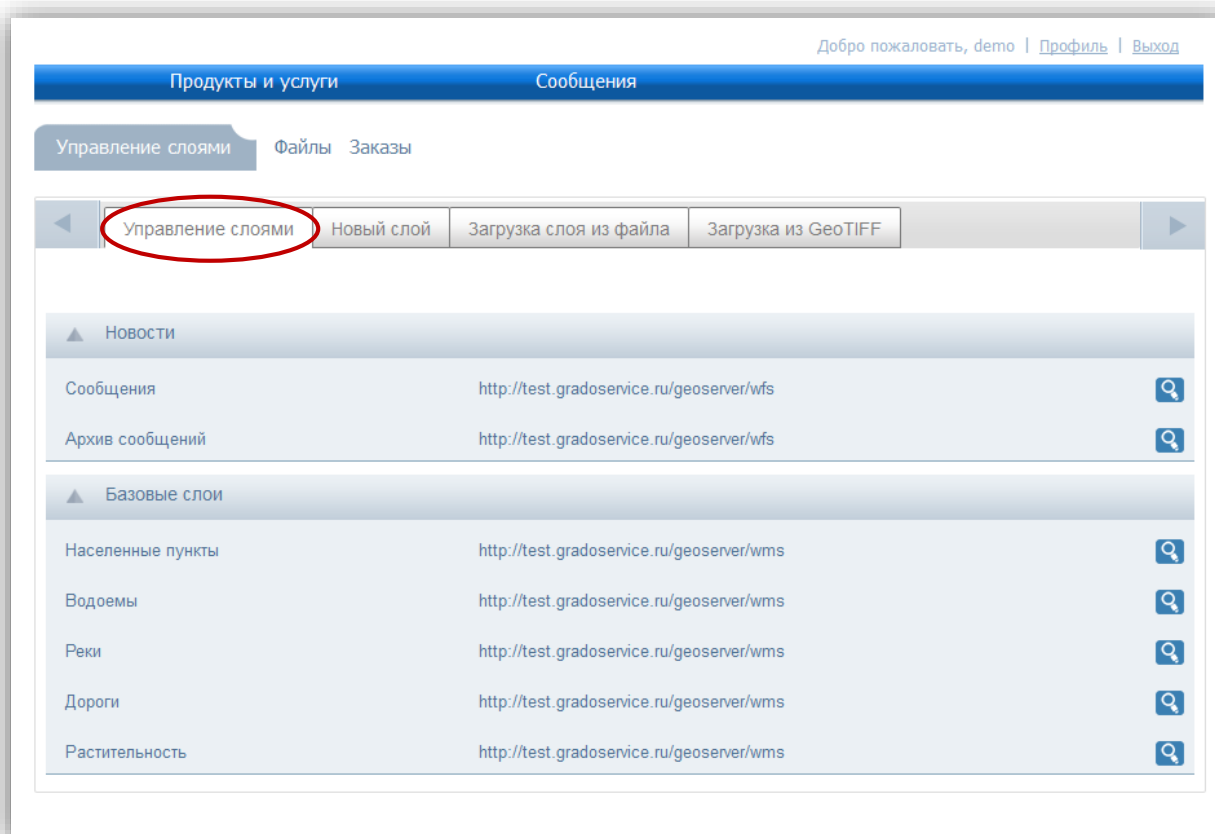 Добро пожаловать, demo | Профиль | Выход
Продукты и услуги Сообщения
Управление слоями Файлы Заказы
Управление слоями Новый слой Загрузка слоя из файла Загрузка из GeoTIFF
Новости
Сообщения http://test.gradoservice.ru/geoserver/wfs
Архив сообщений http://test.gradoservice.ru/geoserver/wfs
Базовые слои
Населенные пункты http://test.gradoservice.ru/geoserver/wms
Водоемы http://test.gradoservice.ru/geoserver/wms
Реки http://test.gradoservice.ru/geoserver/wms
Дороги http://test.gradoservice.ru/geoserver/wms
Растительность http://test.gradoservice.ru/geoserver/wms